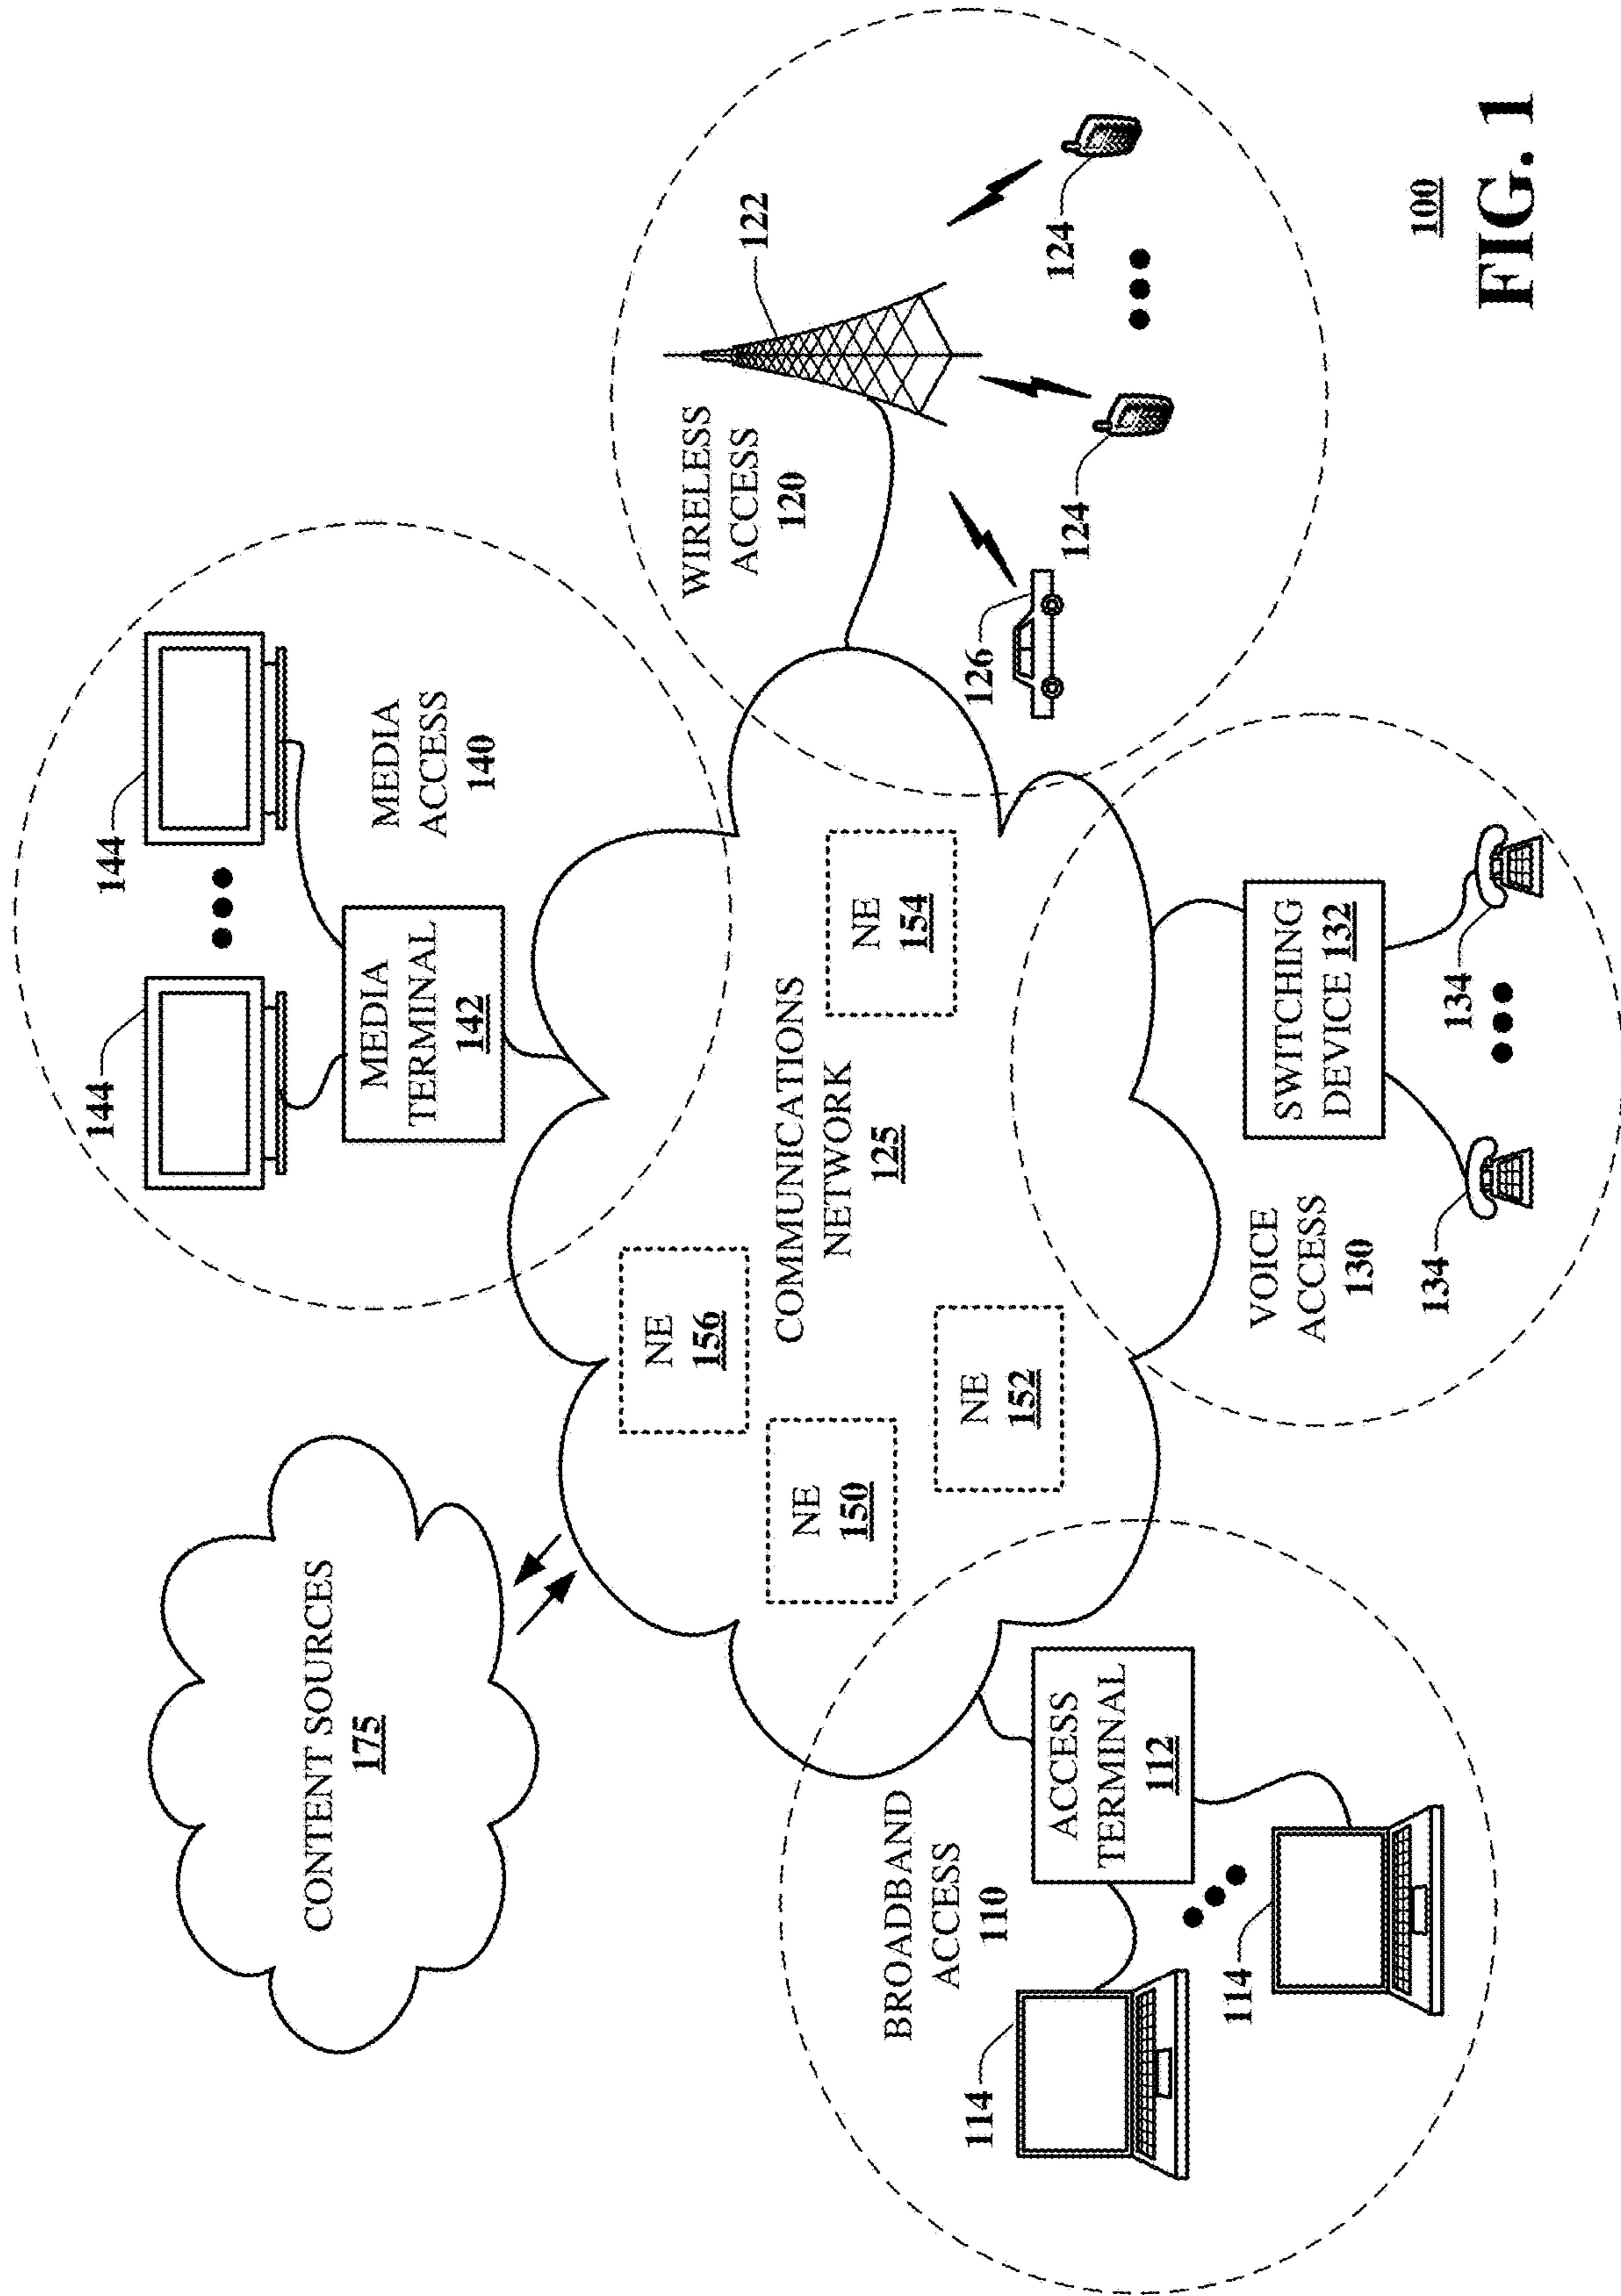 CONTENT SOURCES
175
144
144
MEDIA
TERMINAL
142
MEDIA
ACCESS
140
NE
156
NE
150
COMMUNICATIONS
NETWORK
125
NE
154
NE
152
WIRELESS
ACCESS
120
122
126
124
124
BROADBAND
ACCESS
110
ACCESS
TERMINAL
112
114
114
VOICE
ACCESS
130
SWITCHING
DEVICE 132
134
134
100
FIG. 1